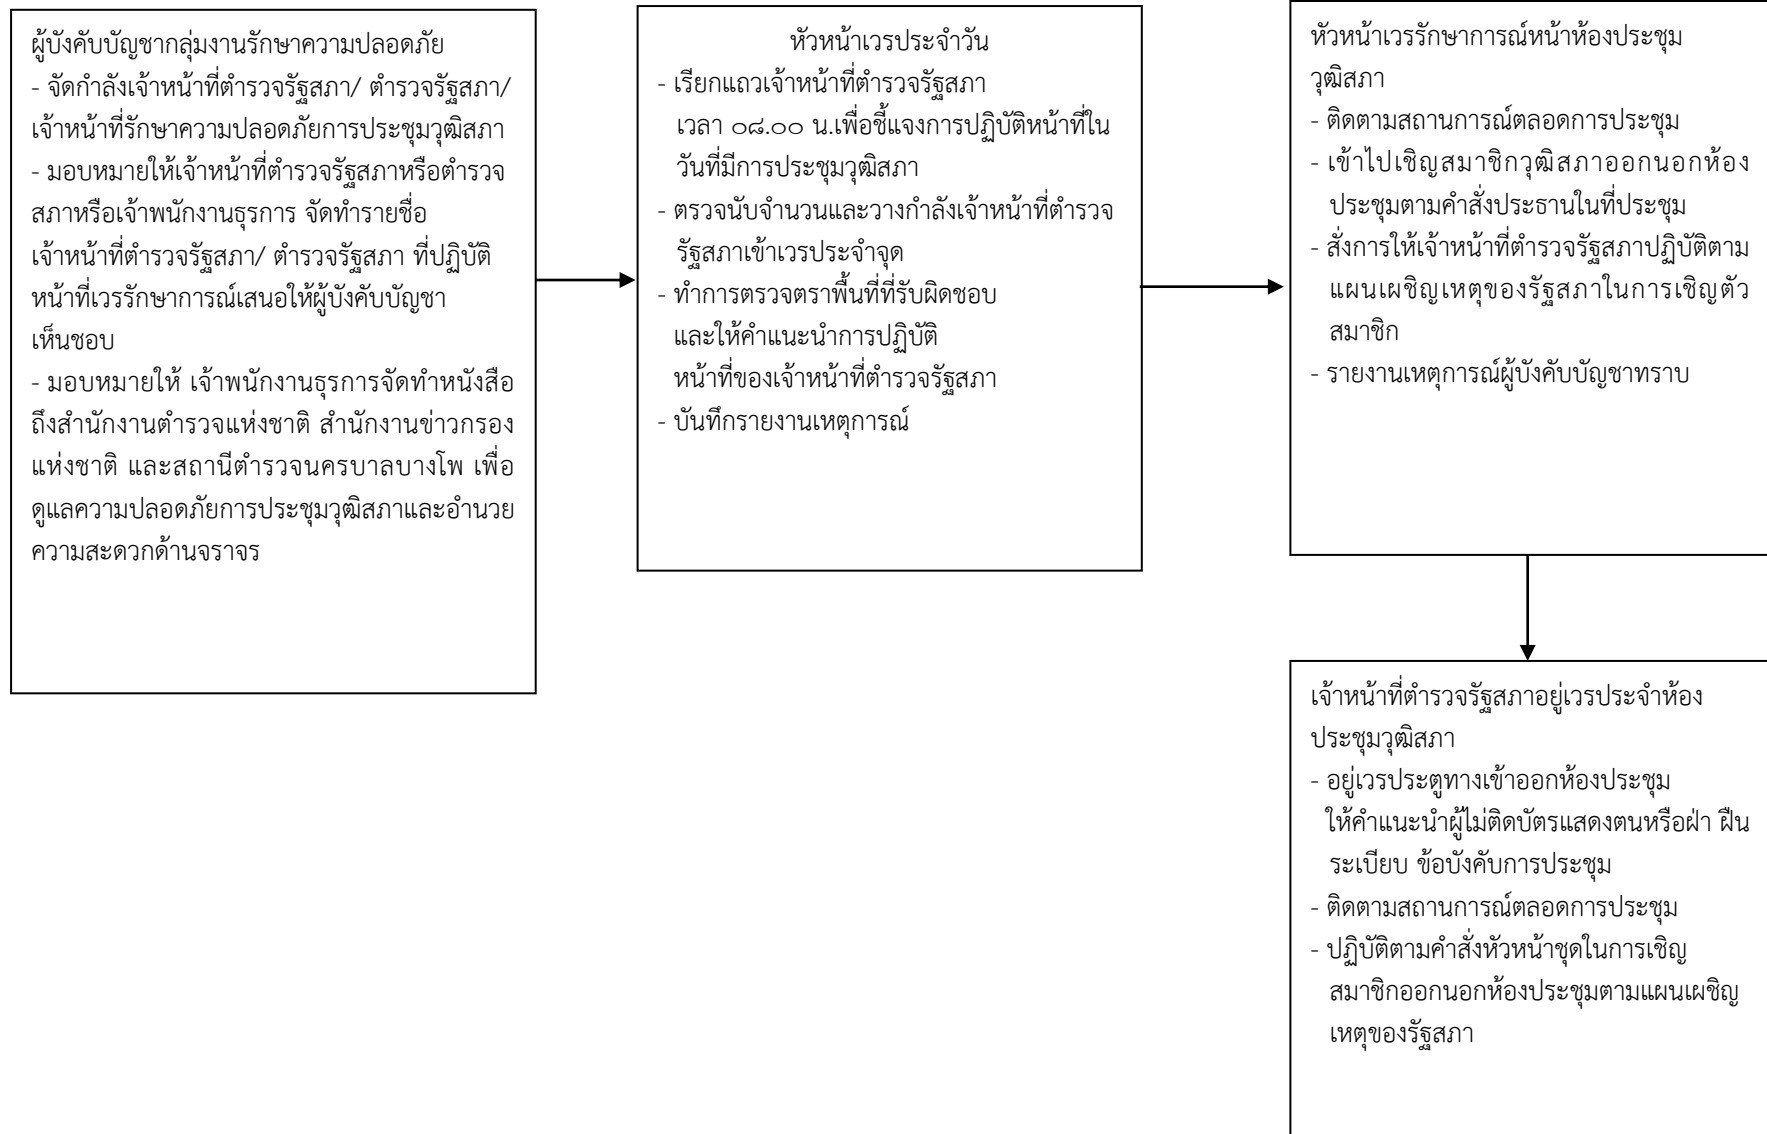 ผู้บังคับบัญชากลุ่มงานรักษาความปลอดภัย
- จัดกำลังเจ้าหน้าที่ตำรวจรัฐสภา/ ตำรวจรัฐสภา/
เจ้าหน้าที่รักษาความปลอดภัยการประชุมวุฒิสภา
- มอบหมายให้เจ้าหน้าที่ตำรวจรัฐสภาหรือตำรวจ
สภาหรือเจ้าพนักงานธุรการ จัดทำรายชื่อ
เจ้าหน้าที่ตำรวจรัฐสภา/ ตำรวจรัฐสภา ที่ปฏิบัติ
หน้าที่เวรรักษาการณ์เสนอให้ผู้บังคับบัญชา
เห็นชอบ
- มอบหมายให้ เจ้าพนักงานธุรการจัดทำหนังสือ
ถึงสำนักงานตำรวจแห่งชาติ สำนักงานข่าวกรอง
แห่งชาติ และสถานีตำรวจนครบาลบางโพ เพื่อ
ดูแลความปลอดภัยการประชุมวุฒิสภาและอำนวย
ความสะดวกด้านจราจร
หัวหน้าเวรประจำวัน
- เรียกแถวเจ้าหน้าที่ตำรวจรัฐสภา
เวลา ๐๘.๐๐ น.เพื่อชี้แจงการปฏิบัติหน้าที่ใน
วันที่มีการประชุมวุฒิสภา
- ตรวจนับจำนวนและวางกำลังเจ้าหน้าที่ตำรวจ
รัฐสภาเข้าเวรประจำจุด
- ทำการตรวจตราพื้นที่ที่รับผิดชอบ
และให้คำแนะนำการปฏิบัติ
หน้าที่ของเจ้าหน้าที่ตำรวจรัฐสภา
- บันทึกรายงานเหตุการณ์
หัวหน้าเวรรักษาการณ์หน้าห้องประชุม
วุฒิสภา
- ติดตามสถานการณ์ตลอดการประชุม
- เข้าไปเชิญสมาชิกวุฒิสภาออกนอกห้อง
ประชุมตามคำสั่งประธานในที่ประชุม
- สั่งการให้เจ้าหน้าที่ตำรวจรัฐสภาปฏิบัติตาม
แผนเผชิญเหตุของรัฐสภาในการเชิญตัว
สมาชิก
- รายงานเหตุการณ์ผู้บังคับบัญชาทราบ
เจ้าหน้าที่ตำรวจรัฐสภาอยู่เวรประจำห้อง
ประชุมวุฒิสภา
- อยู่เวรประตูทางเข้าออกห้องประชุม
ให้คำแนะนำผู้ไม่ติดบัตรแสดงตนหรือฝ่า ฝืน
ระเบียบ ข้อบังคับการประชุม
- ติดตามสถานการณ์ตลอดการประชุม
- ปฏิบัติตามคำสั่งหัวหน้าชุดในการเชิญ
สมาชิกออกนอกห้องประชุมตามแผนเผชิญ
เหตุของรัฐสภา